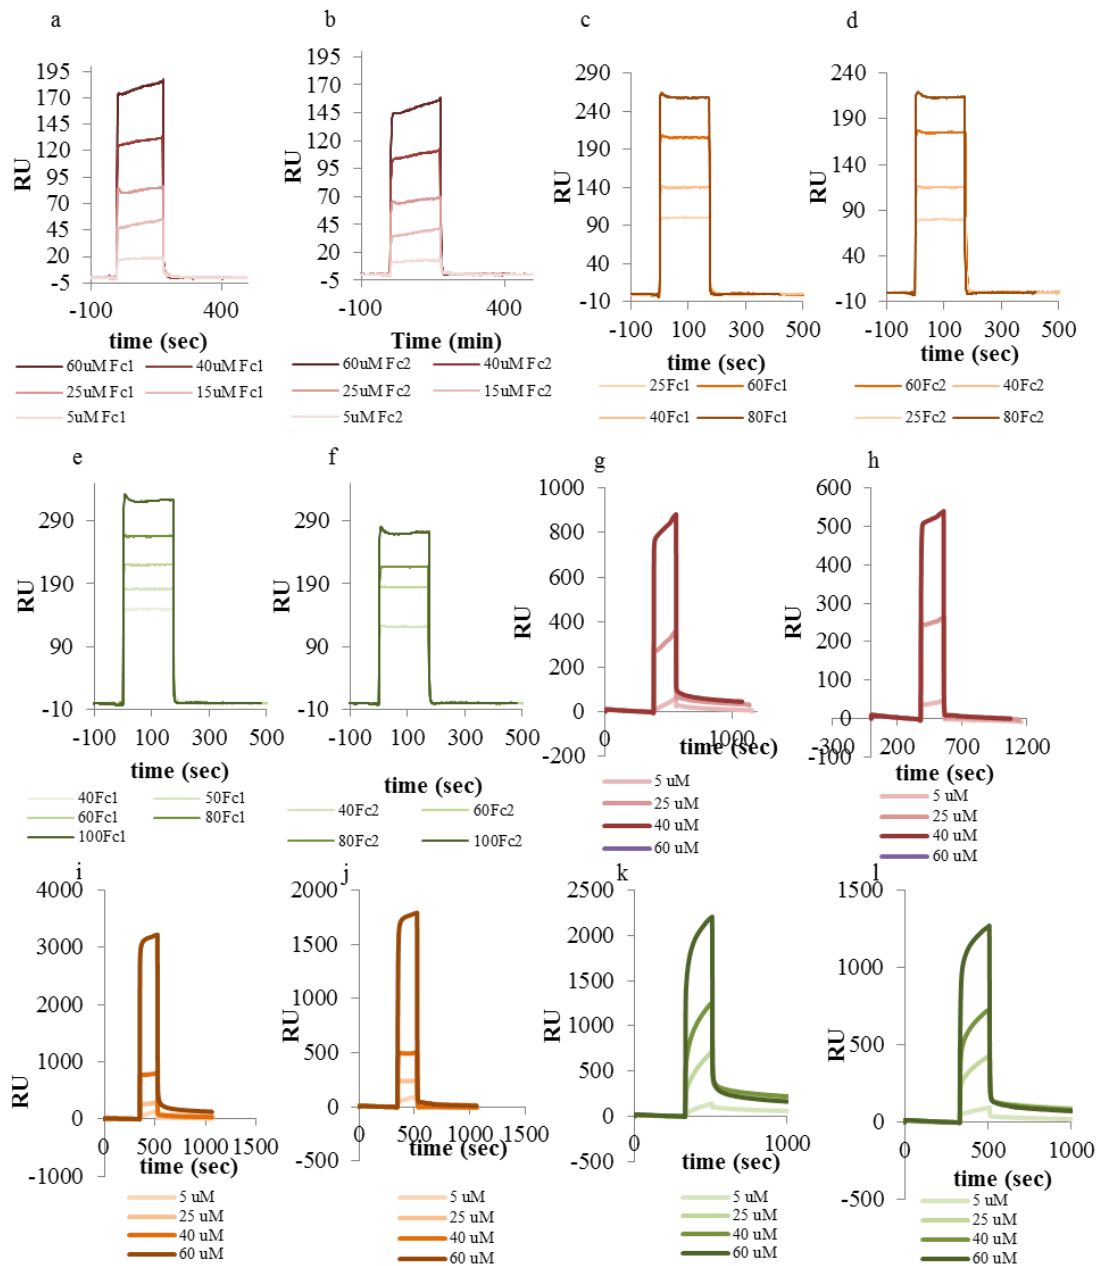 a b c d
195
170
145
120
95
70
45
20
-5
RU
-100 400
time (sec)
60uM Fc1 40uM Fc1
25uM Fc1 15uM Fc1
5uM Fc1
195
170
145
120
95
70
45
20
-5
RU
-100 400
Time (min)
60uM Fc2 40uM Fc2
25uM Fc2 15uM Fc2
5uM Fc2
290
240
190
140
90
40
-10
RU
-100 100 300 500
time (sec)
25Fc1 60Fc1
40Fc1 80Fc1
240
190
140
90
40
-10
RU
-100 100 300 500
time (sec)
60Fc2 40Fc2
25Fc2 80Fc2
e f g h
290
190
90
-10
RU
-100 100 300 500
time (sec)
40Fc1 50Fc1
60Fc1 80Fc1
100Fc1
290
190
90
-10
RU
-100 100 300 500
time (sec)
40Fc2 60Fc2
80Fc2 100Fc2
1000
800
600
400
200
0
-200
RU
0 1000
time (sec)
5 uM
25 uM
40 uM
60 uM
600
500
400
300
200
100
0
-100
RU
-300 200 700 1200
time (sec)
5 uM
25 uM
40 uM
60 uM
i j k l
4000
3000
2000
1000
0
-1000
RU
0 500 1000 1500
time (sec)
5 uM
25 uM
40 uM
60 uM
2000
1500
1000
500
0
-500
RU
0 500 1000 1500
time (sec)
5 uM
25 uM
40 uM
60 uM
2500
2000
1500
1000
500
0
-500
RU
0 1000
time (sec)
5 uM
25 uM
40 uM
60 uM
1500
1000
500
0
-500
RU
0 500 1000
time (sec)
5 uM
25 uM
40 uM
60 uM